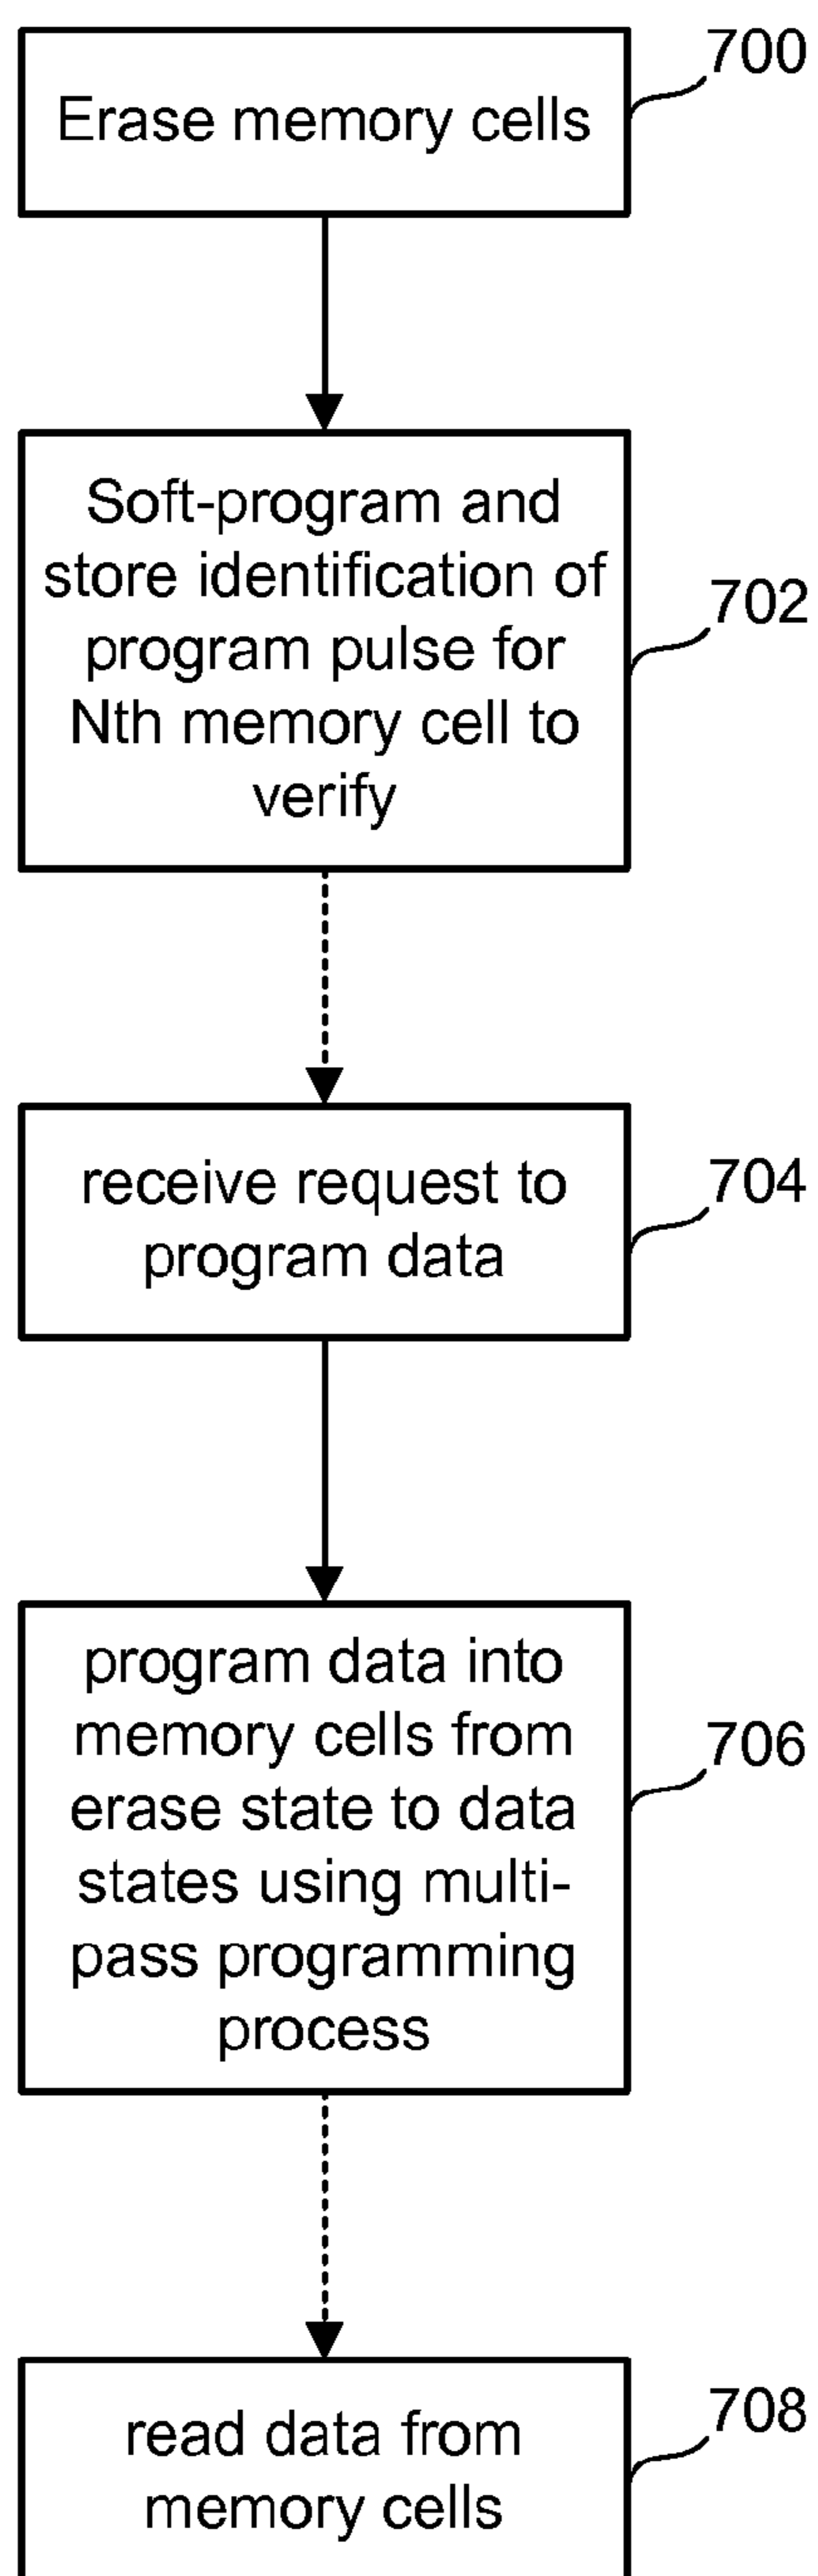 700
Erase memory cells
Soft-program and
store identification of
program pulse for
Nth memory cell to
verify
702
receive request to
program data
704
program data into
memory cells from
erase state to data
states using multi-
pass programming
process
706
read data from
memory cells
708